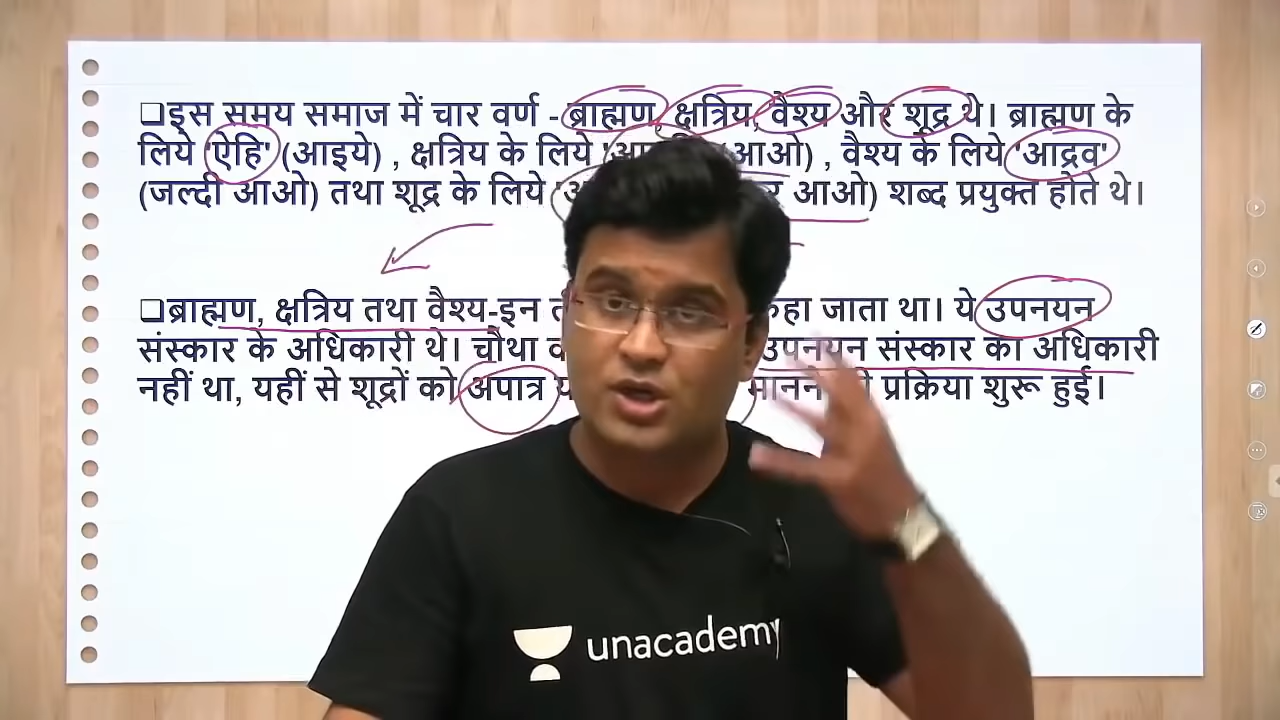 ❑इस समय समाज में चार वर्ण - ब्राह्मण, क्षत्रिय, वैश्य और शूद्र थे। ब्राह्मण के
लिये 'ऐहि' (आइये) , क्षत्रिय के लिये (आओ) , वैश्य के लिये 'आद्रव'
(जल्दी आओ) तथा शूद्र के लिये आओ) शब्द प्रयुक्त होते थे।
❑ब्राह्मण, क्षत्रिय तथा वैश्य-इन कहा जाता था। ये उपनयन
संस्कार के अधिकारी थे। चौथा उपनयन संस्कार का अधिकारी
नहीं था, यहीं से शूद्रों को अपात्र मानने की प्रक्रिया शुरू हुई।
unacademy